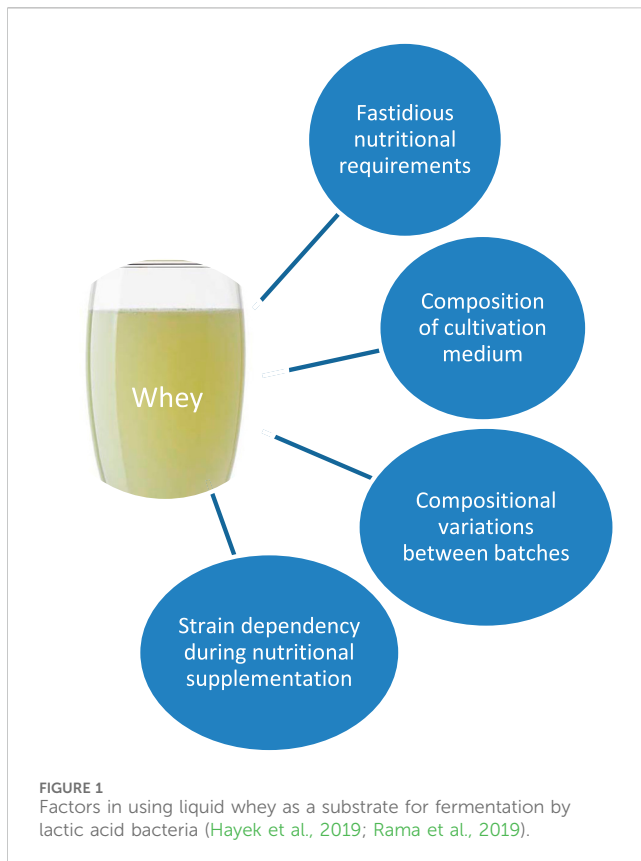 Fastidious
nutritional
requirements
Composition
of cultivation
medium
Whey
Compositional
variations
between batches
Strain dependency
during nutritional
supplementation
FIGURE 1
Factors in using liquid whey as a substrate for fermentation by
lactic acid bacteria (Hayek et al., 2019; Rama et al., 2019).